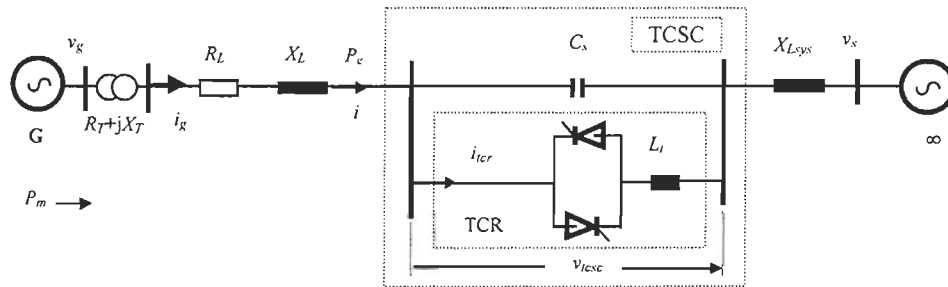 TCSC
v_g
R_L
X_L
P_e
C_s
X_Lsys
v_s
G
R_T+jX_T
i_g
i
∞
i_tcr
L_t
P_m
TCR
v_tcsc